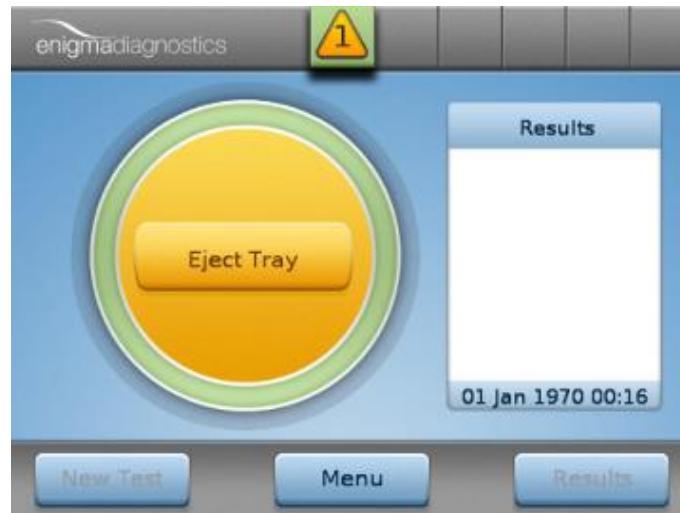 enigmadiagnostics
1
Results
Eject Tray
01 Jan 1970 00:16
New Test
Menu
Results